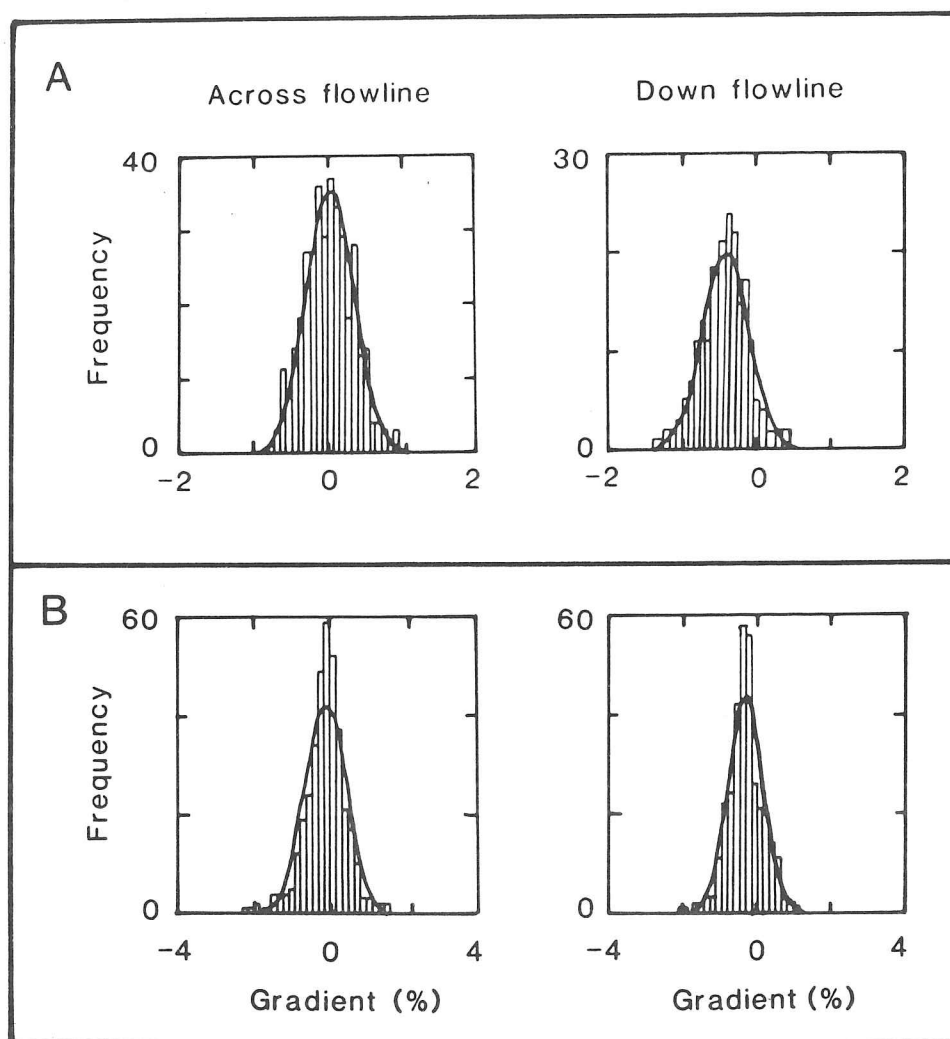 A
Across flowline
Down flowline
Frequency
40
0
-2
0
2
30
0
-2
0
2
B
Frequency
60
0
-4
0
4
Gradient (%)
60
0
-4
0
4
Gradient (%)